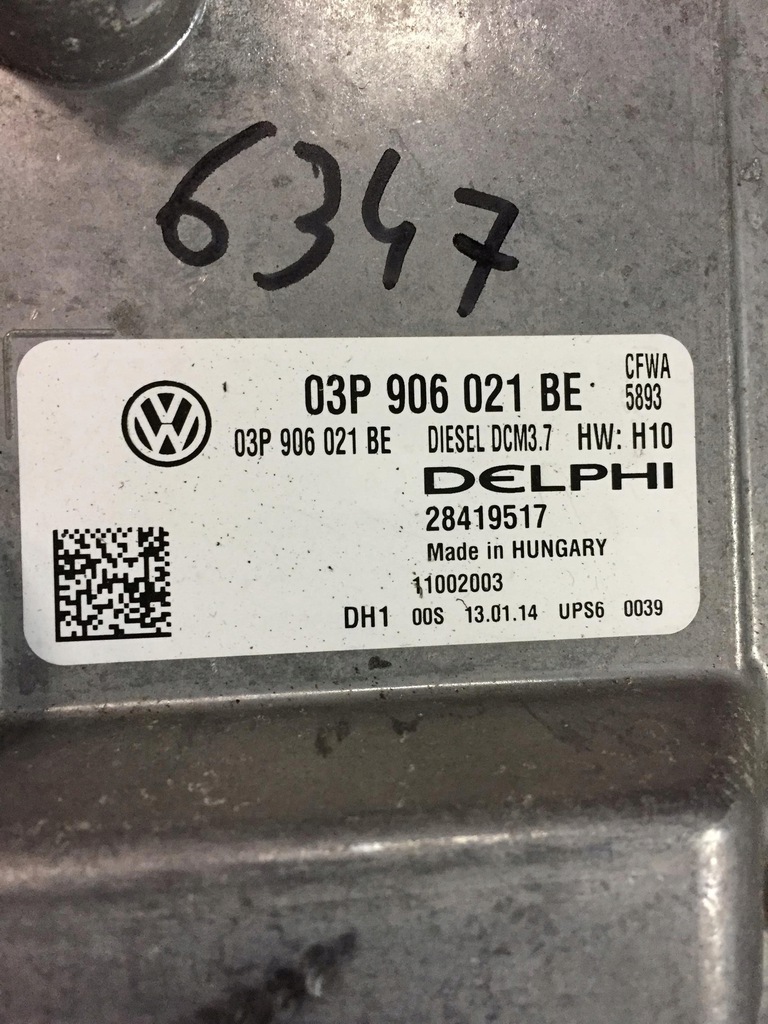 6347
03P 906 021 BE
CFWA
5893
03P 906 021 BE DIESEL DCM3.7 HW: H10
DELPHI
28419517
Made in HUNGARY
11002003
DH1 00S 13.01.14 UPS6 0039